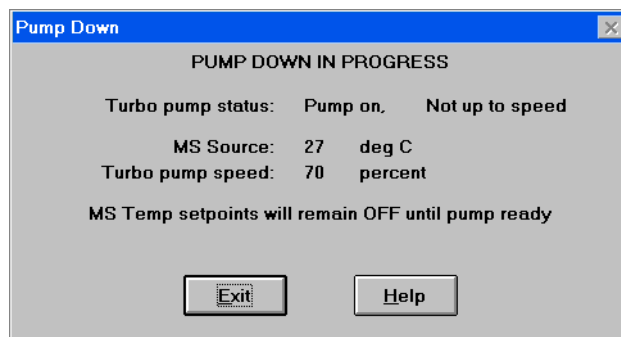 Pump Down
PUMP DOWN IN PROGRESS
Turbo pump status: Pump on, Not up to speed
MS Source: 27 deg C
Turbo pump speed: 70 percent
MS Temp setpoints will remain OFF until pump ready
Exit Help